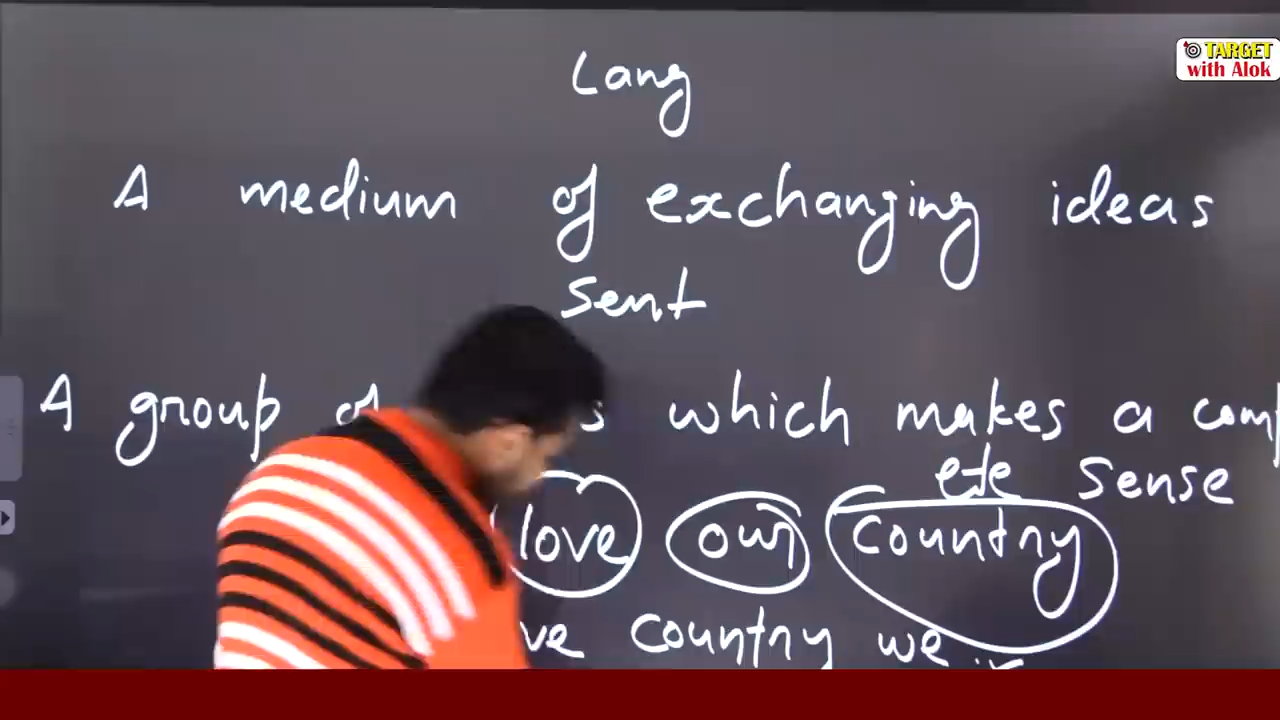 TARGET
with Alok
Lang
A medium of exchanging ideas
Sent
A group of which makes a comp
ete sense
love our country
ve country we